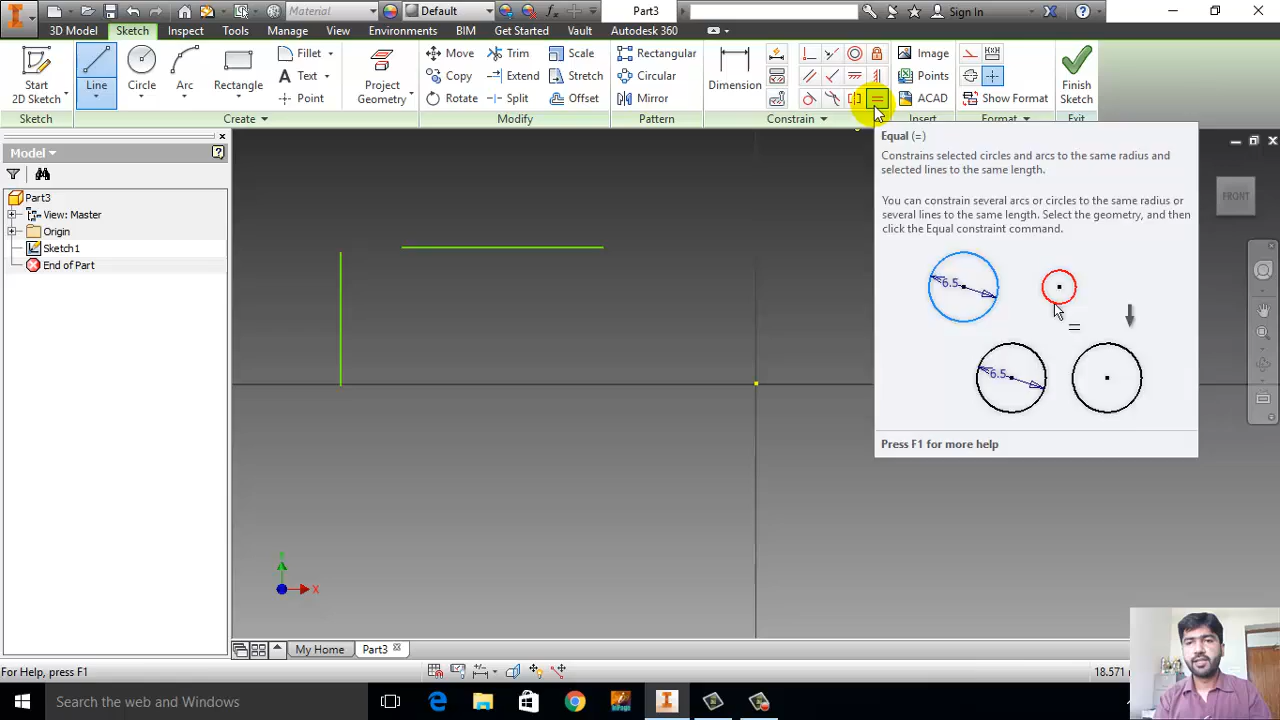 Material
Default
Part3
Sign In
3D Model
Sketch
Inspect
Tools
Manage
View
Environments
BIM
Get Started
Vault
Autodesk 360
Start
2D Sketch
Line
Circle
Arc
Rectangle
Fillet
Text
Point
Project
Geometry
Move
Copy
Rotate
Trim
Extend
Split
Scale
Stretch
Offset
Rectangular
Circular
Mirror
Dimension
Image
Points
ACAD
Show Format
Finish
Sketch
Sketch
Create
Modify
Pattern
Constrain
Insert
Format
Exit
Model
Part3
View: Master
Origin
Sketch1
End of Part
Equal (=)
Constrains selected circles and arcs to the same radius and
selected lines to the same length.
You can constrain several arcs or circles to the same radius or
several lines to the same length. Select the geometry, and then
click the Equal constraint command.
6.5
=
6.5
Press F1 for more help
FRONT
X
My Home
Part3
For Help, press F1
18.571
Search the web and Windows